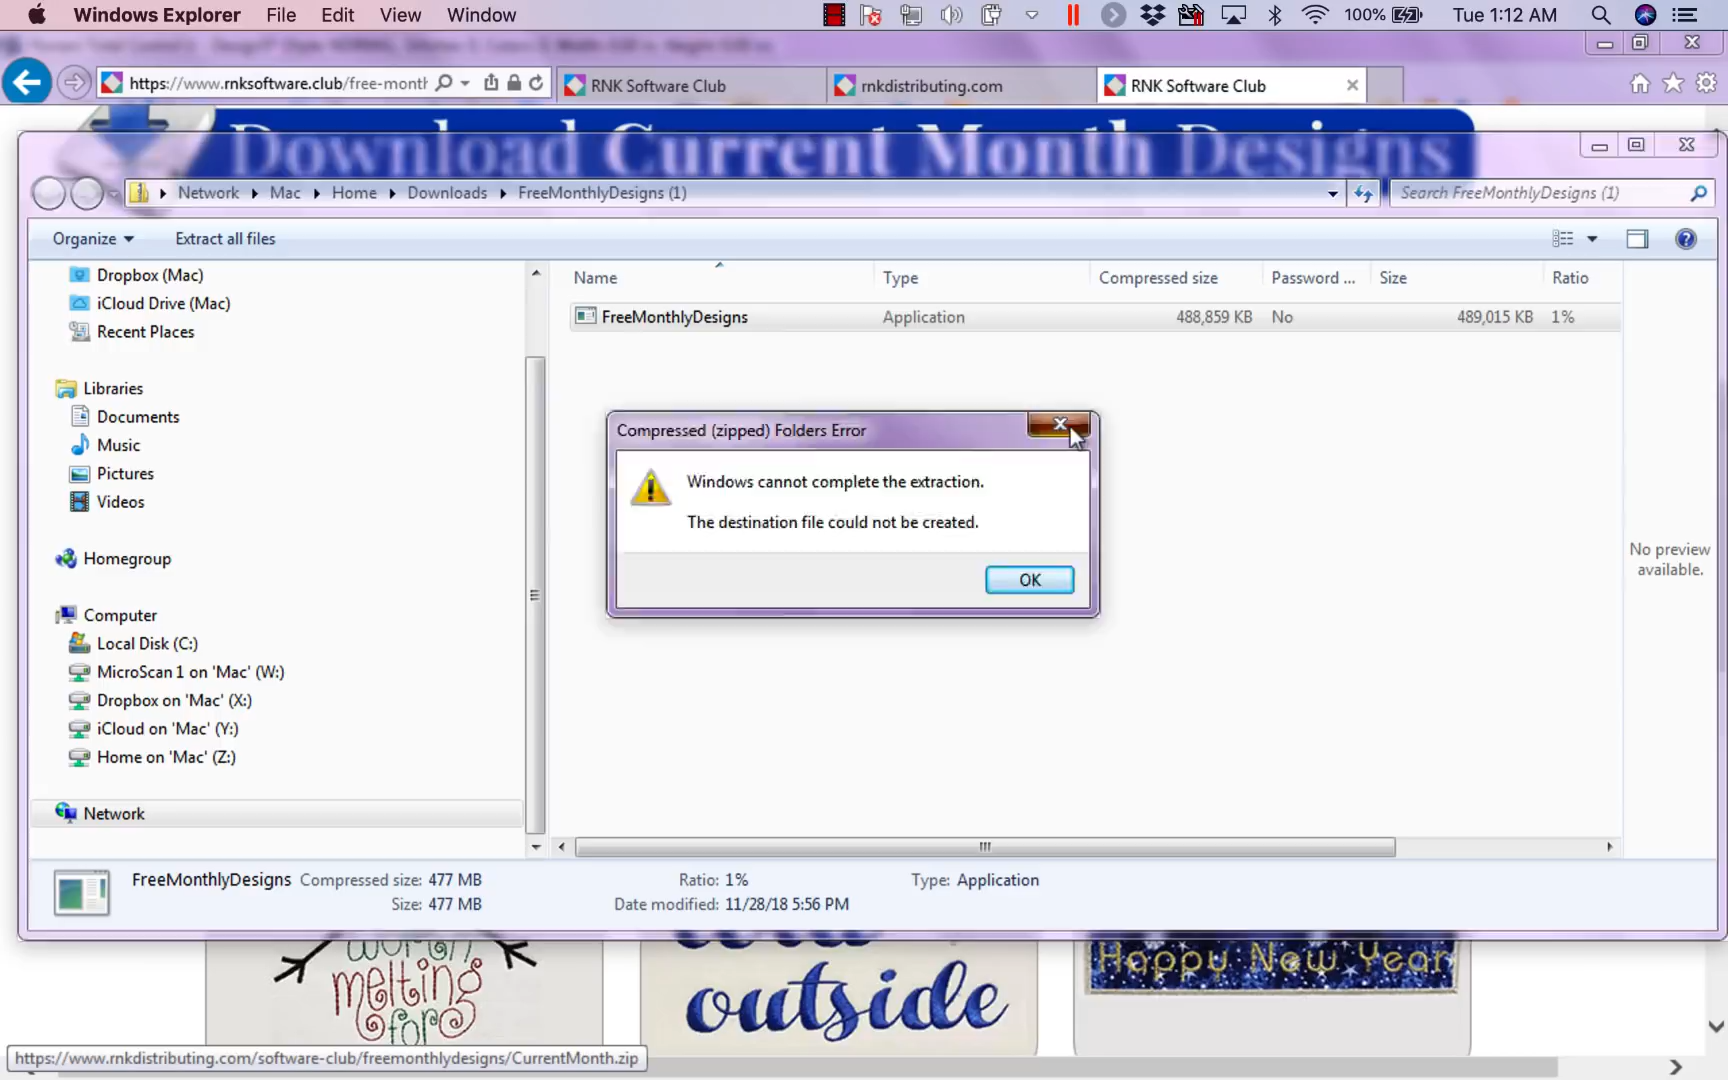 Windows Explorer File Edit View Window 100% Tue 1:12 AM
https://www.rnksoftware.club/free-month RNK Software Club rnkdistributing.com RNK Software Club
Download Current Month Designs
Network Mac Home Downloads FreeMonthlyDesigns (1) Search FreeMonthlyDesigns (1)
Organize Extract all files
Name Type Compressed size Password ... Size Ratio
FreeMonthlyDesigns Application 488,859 KB No 489,015 KB 1%
Dropbox (Mac)
iCloud Drive (Mac)
Recent Places
Libraries
Documents
Music
Pictures
Videos
Homegroup
Computer
Local Disk (C:)
MicroScan 1 on 'Mac' (W:)
Dropbox on 'Mac' (X:)
iCloud on 'Mac' (Y:)
Home on 'Mac' (Z:)
Network
Compressed (zipped) Folders Error
Windows cannot complete the extraction.
The destination file could not be created.
OK
No preview
available.
FreeMonthlyDesigns Compressed size: 477 MB Ratio: 1% Type: Application
Size: 477 MB Date modified: 11/28/18 5:56 PM
worth
melting
for
cold
outside
Happy New Year
https://www.rnkdistributing.com/software-club/freemonthlydesigns/CurrentMonth.zip